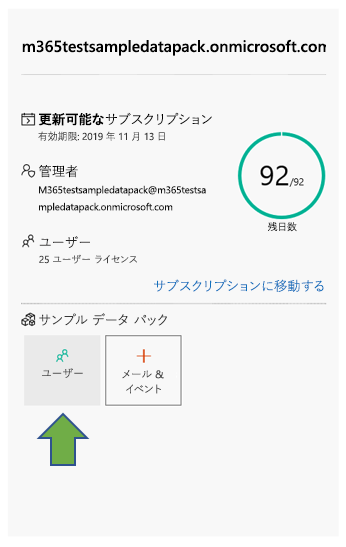 m365testsampledatapack.onmicrosoft.com
更新可能なサブスクリプション
有効期限: 2019 年 11 月 13 日
管理者
M365testsampledatapack@m365testsa
mpledatapack.onmicrosoft.com
92/92
残日数
ユーザー
25 ユーザー ライセンス
サブスクリプションに移動する
サンプル データ パック
ユーザー
メール &
イベント